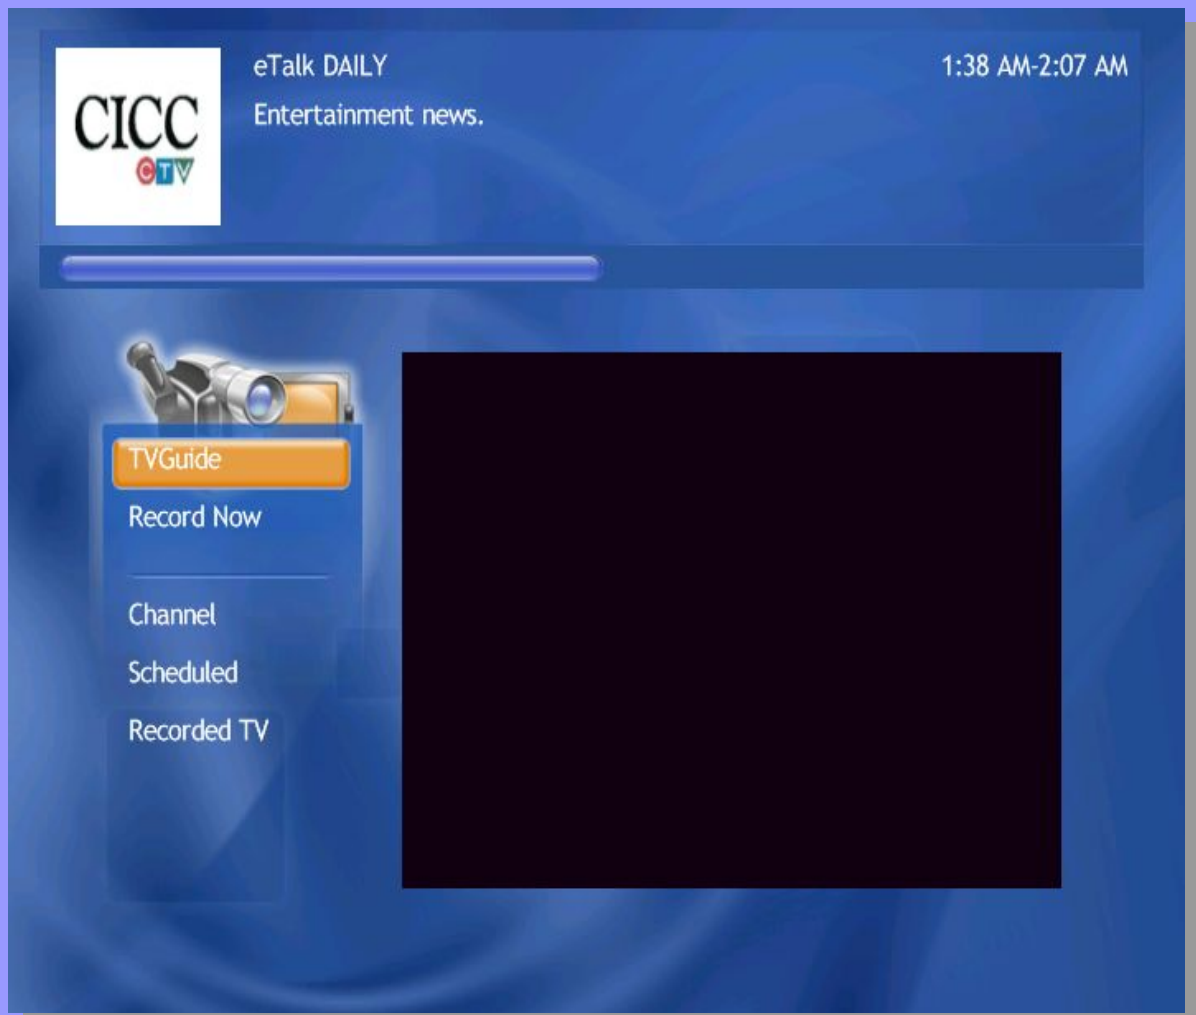 eTalk DAILY
1:38 AM-2:07 AM
CICC
CTV
Entertainment news.
TVGuide
Record Now
Channel
Scheduled
Recorded TV